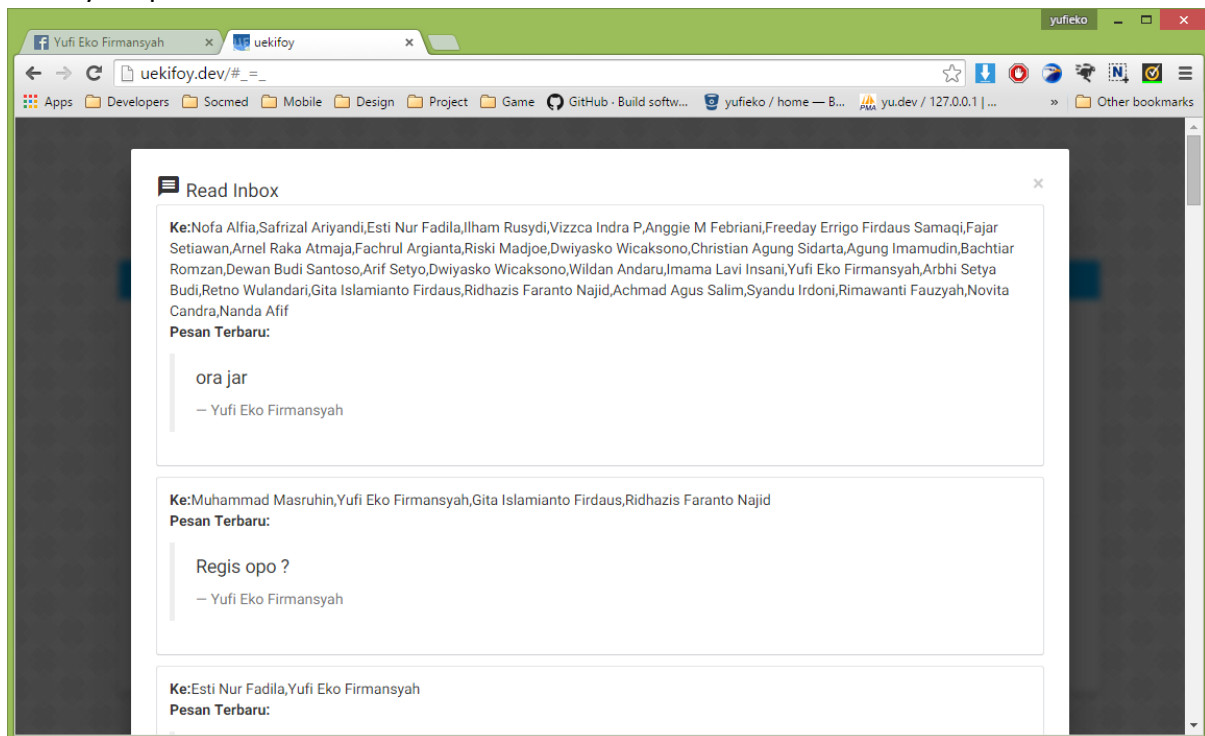 yufieko
Yufi Eko Firmansyah
uekifoy
uekifoy.dev/#_=_
Apps Developers Socmed Mobile Design Project Game GitHub · Build softw... yufieko / home — B... yu.dev / 127.0.0.1 | ... » Other bookmarks
Read Inbox ×
Ke:Nofa Alfia,Safrizal Ariyandi,Esti Nur Fadila,Ilham Rusydi,Vizzca Indra P,Anggie M Febriani,Freeday Errigo Firdaus Samaqi,Fajar
Setiawan,Arnel Raka Atmaja,Fachrul Argianta,Riski Madjoe,Dwiyasko Wicaksono,Christian Agung Sidarta,Agung Imamudin,Bachtiar
Romzan,Dewan Budi Santoso,Arif Setyo,Dwiyasko Wicaksono,Wildan Andaru,Imama Lavi Insani,Yufi Eko Firmansyah,Arbhi Setya
Budi,Retno Wulandari,Gita Islamianto Firdaus,Ridhazis Faranto Najid,Achmad Agus Salim,Syandu Irdoni,Rimawanti Fauzyah,Novita
Candra,Nanda Afif
Pesan Terbaru:
ora jar
— Yufi Eko Firmansyah
Ke:Muhammad Masruhin,Yufi Eko Firmansyah,Gita Islamianto Firdaus,Ridhazis Faranto Najid
Pesan Terbaru:
Regis opo ?
— Yufi Eko Firmansyah
Ke:Esti Nur Fadila,Yufi Eko Firmansyah
Pesan Terbaru: